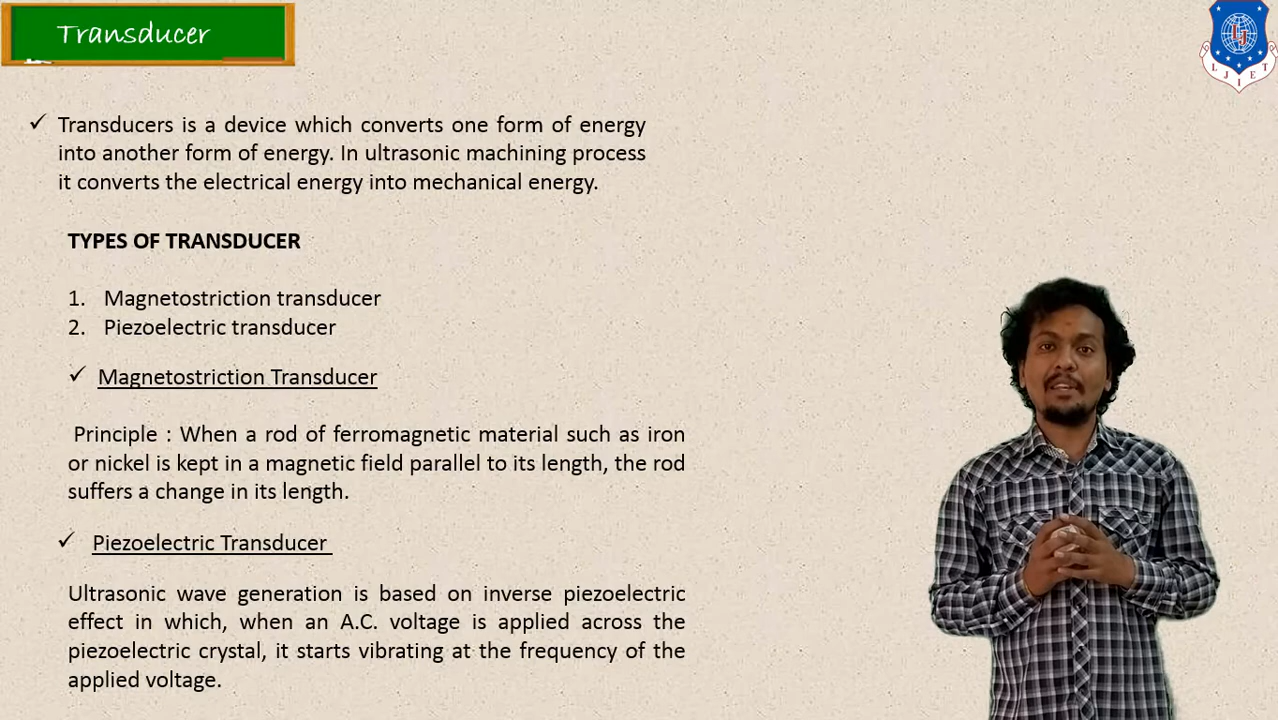 Transducer
LJIET
✓ Transducers is a device which converts one form of energy
into another form of energy. In ultrasonic machining process
it converts the electrical energy into mechanical energy.
TYPES OF TRANSDUCER
1. Magnetostriction transducer
2. Piezoelectric transducer
✓ Magnetostriction Transducer
Principle : When a rod of ferromagnetic material such as iron
or nickel is kept in a magnetic field parallel to its length, the rod
suffers a change in its length.
✓ Piezoelectric Transducer
Ultrasonic wave generation is based on inverse piezoelectric
effect in which, when an A.C. voltage is applied across the
piezoelectric crystal, it starts vibrating at the frequency of the
applied voltage.